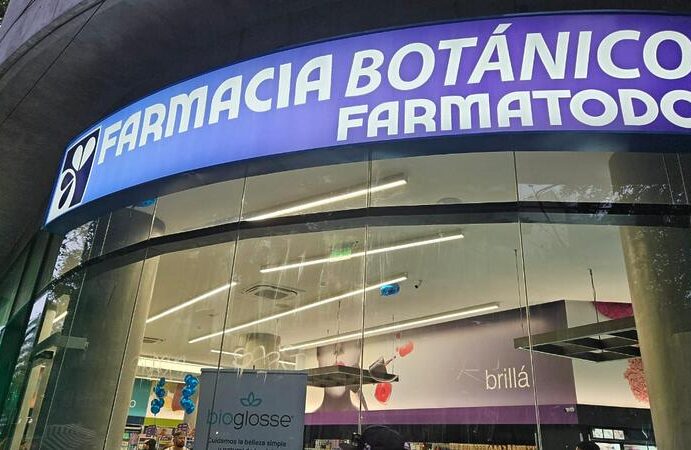 FARMACIA BOTÁNICO
FARMATODO
brillá
bioglosse
Cuidamos la belleza simple